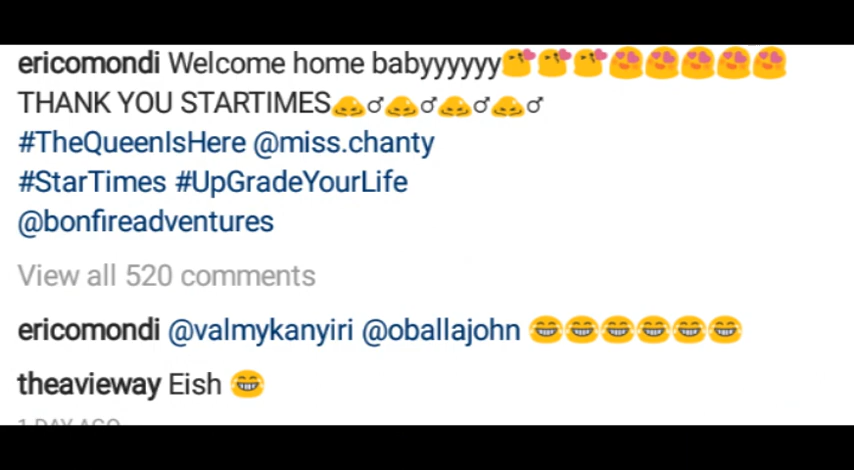 ericomondi Welcome home babyyyyyy😘😘😘😍😍😍😍😍
THANK YOU STARTIMES🙇♂🙇♂🙇♂🙇♂
#TheQueenIsHere @miss.chanty
#StarTimes #UpGradeYourLife
@bonfireadventures
View all 520 comments
ericomondi @valmykanyiri @oballajohn 😂😂😂😂😂😂
theavieway Eish 😂
1 DAY AGO